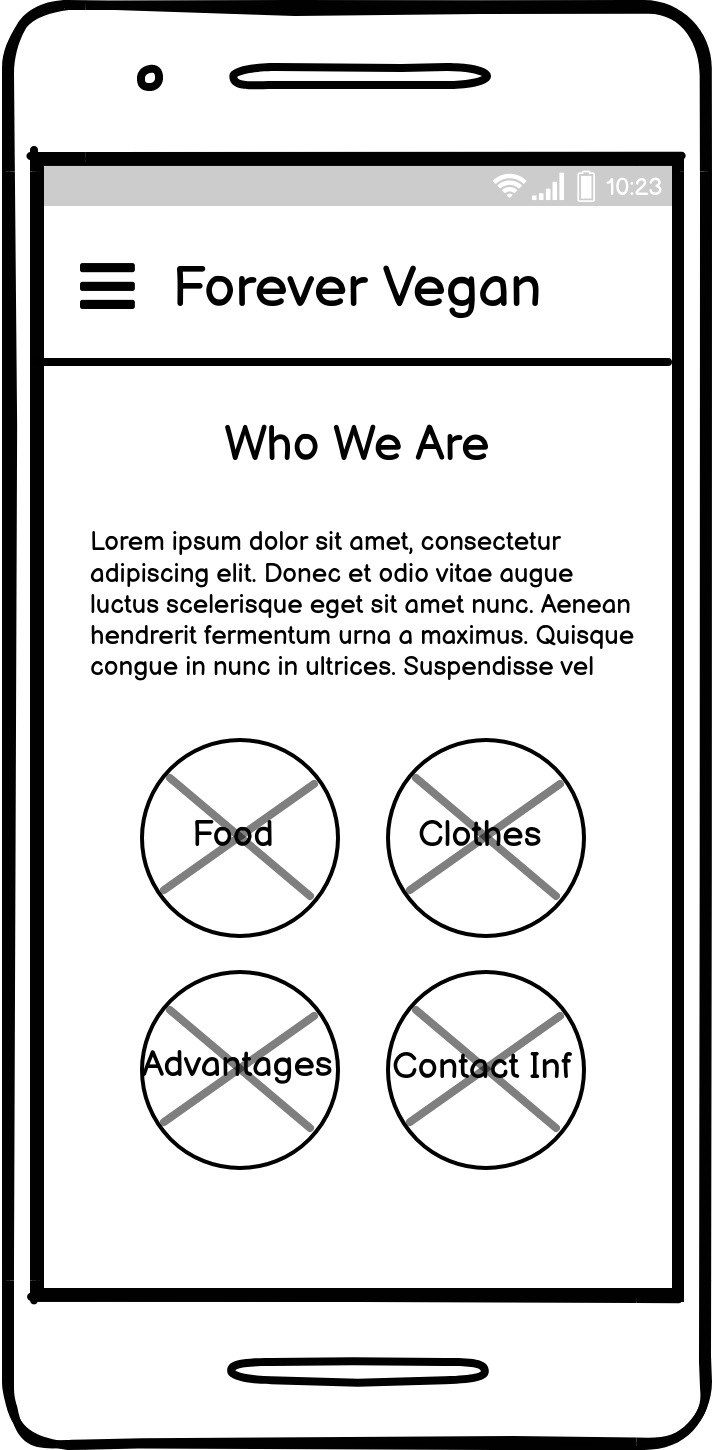 10:23
Forever Vegan
Who We Are
Lorem ipsum dolor sit amet, consectetur
adipiscing elit. Donec et odio vitae augue
luctus scelerisque eget sit amet nunc. Aenean
hendrerit fermentum urna a maximus. Quisque
congue in nunc in ultrices. Suspendisse vel
Food
Clothes
Advantages
Contact Inf